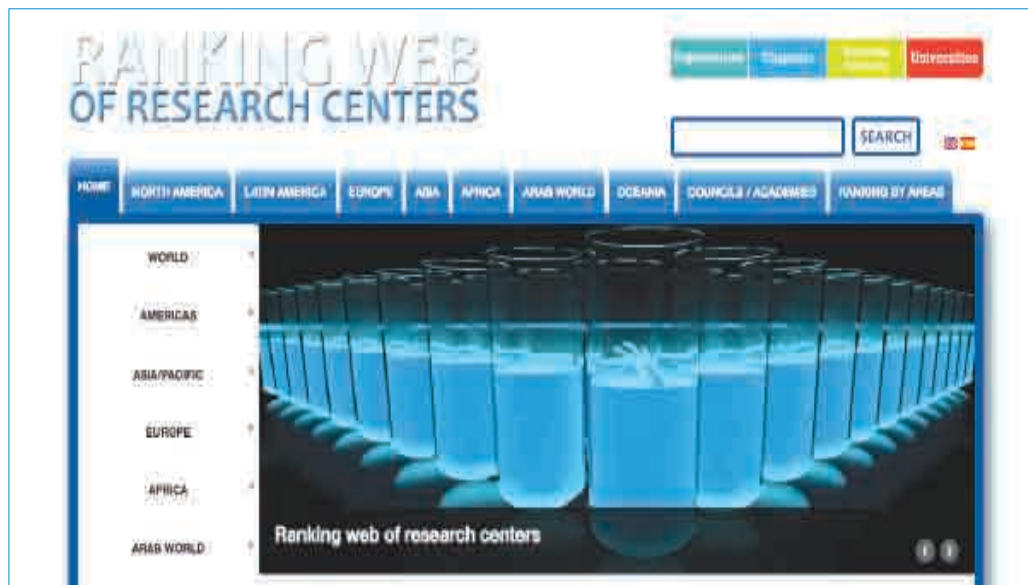 RANKING WEB
OF RESEARCH CENTERS
Universities
SEARCH
HOME NORTH AMERICA LATIN AMERICA EUROPE ASIA AFRICA ARAB WORLD OCEANIA COUNCILS / ACADEMIES RANKING BY AREAS
WORLD
AMERICAS
ASIA/PACIFIC
EUROPE
AFRICA
ARAB WORLD
Ranking web of research centers